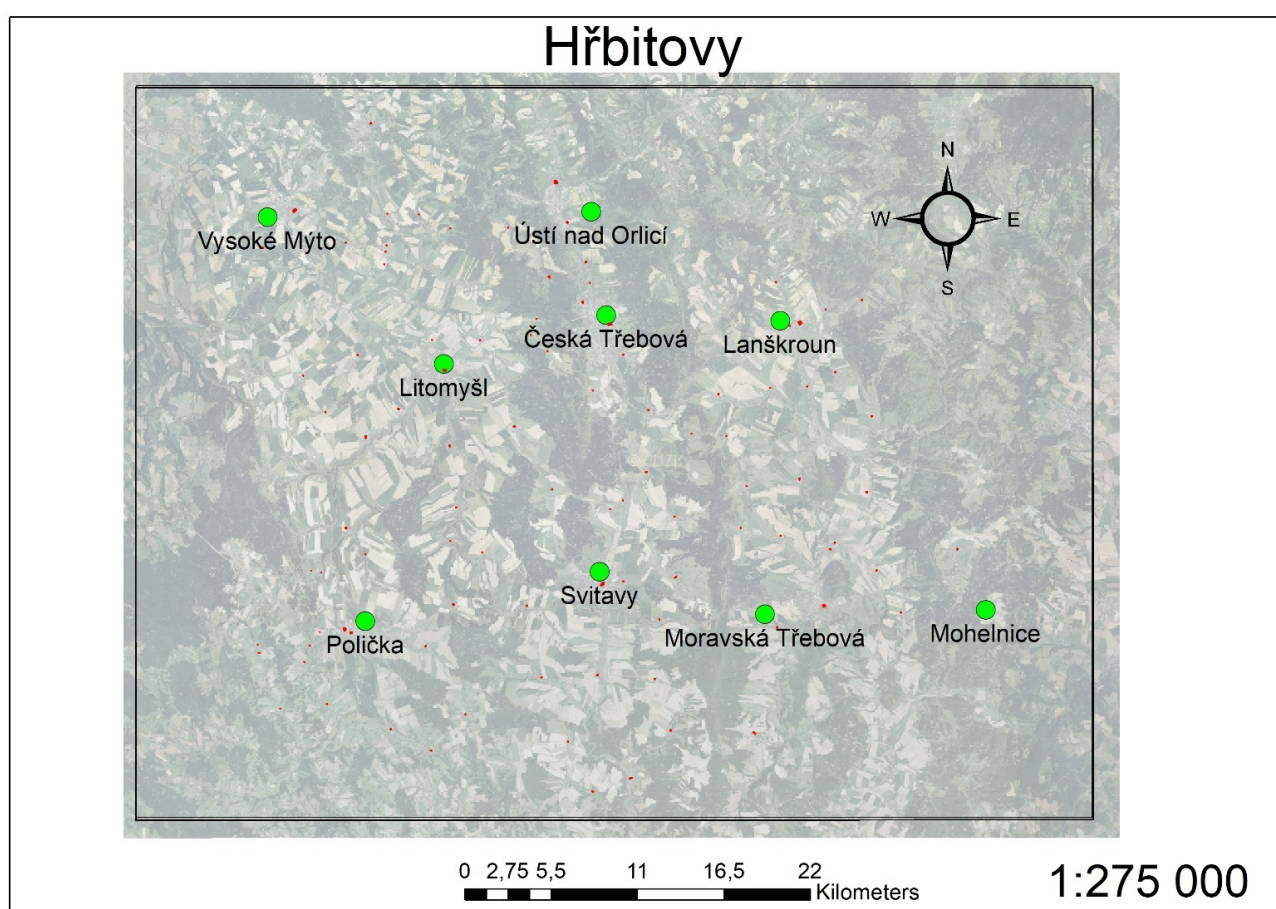 Hřbitovy
N
W E
S
Vysoké Mýto
Ústí nad Orlicí
Česká Třebová
Lanškroun
Litomyšl
Svitavy
Polička
Moravská Třebová
Mohelnice
0 2,75 5,5 11 16,5 22
Kilometers
1:275 000